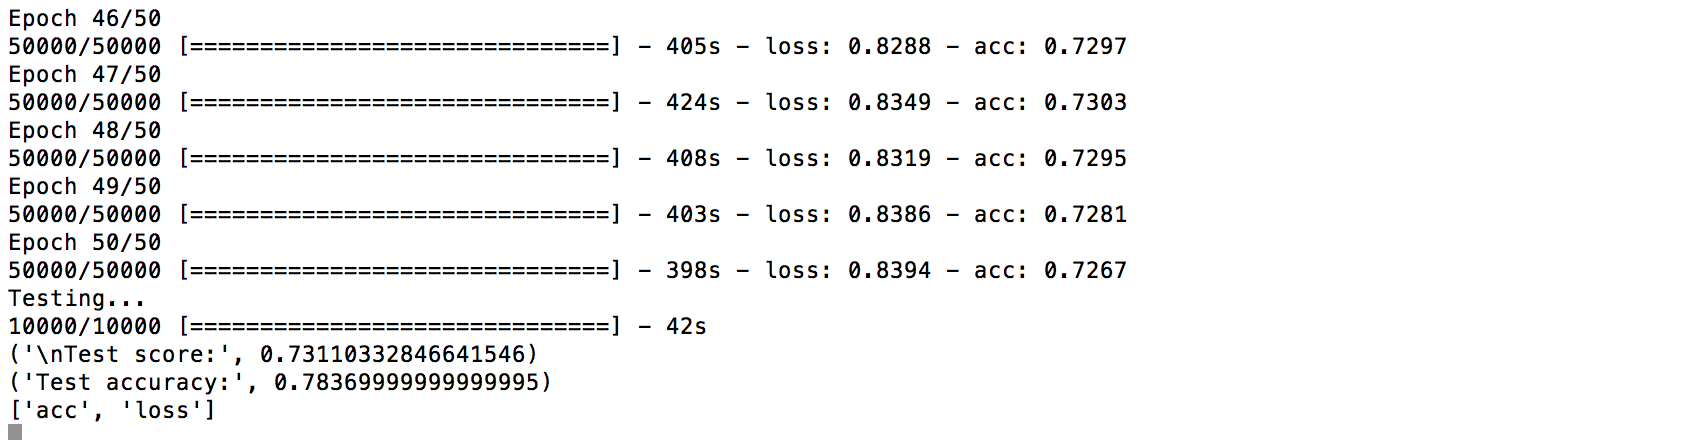 Epoch 46/50
50000/50000 [==============================] - 405s - loss: 0.8288 - acc: 0.7297
Epoch 47/50
50000/50000 [==============================] - 424s - loss: 0.8349 - acc: 0.7303
Epoch 48/50
50000/50000 [==============================] - 408s - loss: 0.8319 - acc: 0.7295
Epoch 49/50
50000/50000 [==============================] - 403s - loss: 0.8386 - acc: 0.7281
Epoch 50/50
50000/50000 [==============================] - 398s - loss: 0.8394 - acc: 0.7267
Testing...
10000/10000 [==============================] - 42s
('\nTest score:', 0.73110332846641546)
('Test accuracy:', 0.78369999999999995)
['acc', 'loss']